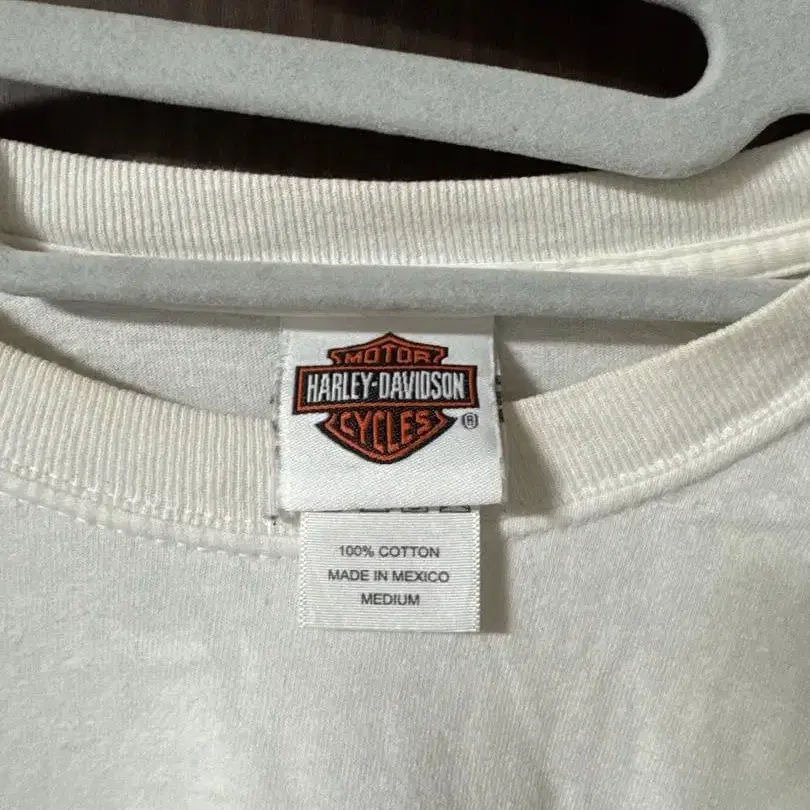 MOTOR
HARLEY-DAVIDSON
CYCLES
®
100% COTTON
MADE IN MEXICO
MEDIUM